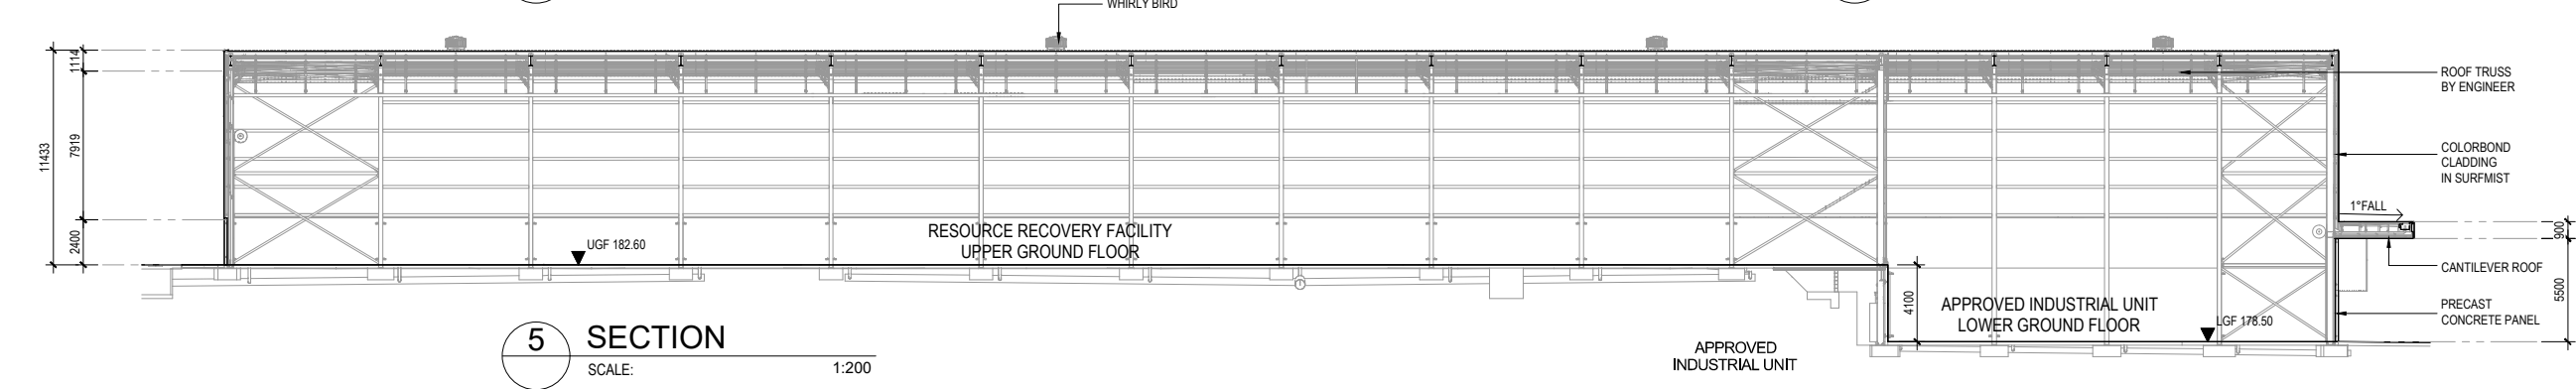 WHIRLY BIRD
1114
7919
11433
2400
ROOF TRUSS
BY ENGINEER
COLORBOND
CLADDING
IN SURFMIST
1°FALL
900
CANTILEVER ROOF
5500
PRECAST
CONCRETE PANEL
UGF 182.60
RESOURCE RECOVERY FACILITY
UPPER GROUND FLOOR
4100
APPROVED INDUSTRIAL UNIT
LOWER GROUND FLOOR
LGF 178.50
APPROVED
INDUSTRIAL UNIT
5 SECTION
SCALE: 1:200